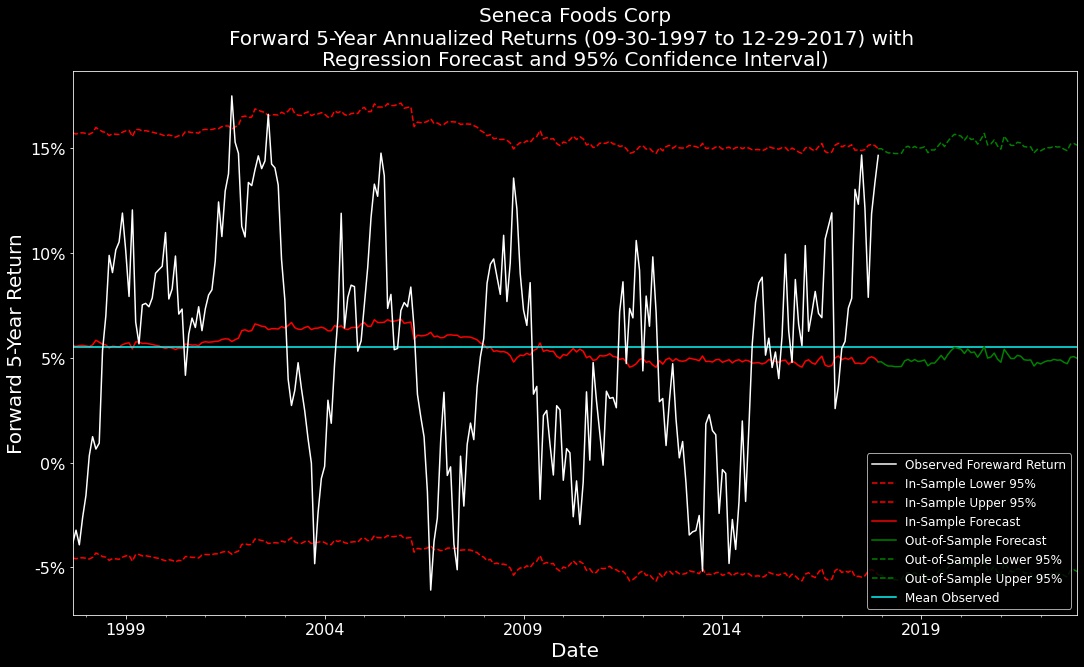 Seneca Foods Corp
Forward 5-Year Annualized Returns (09-30-1997 to 12-29-2017) with
Regression Forecast and 95% Confidence Interval)
Forward 5-Year Return
15%
10%
5%
0%
-5%
Observed Foreward Return
In-Sample Lower 95%
In-Sample Upper 95%
In-Sample Forecast
Out-of-Sample Forecast
Out-of-Sample Lower 95%
Out-of-Sample Upper 95%
Mean Observed
1999
2004
2009
2014
2019
Date